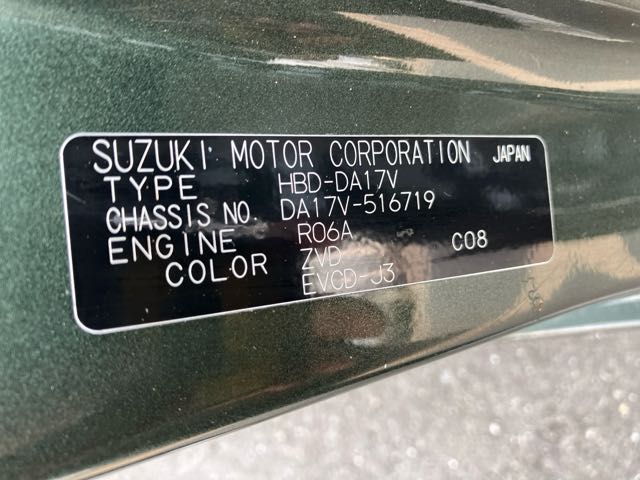 SUZUKI MOTOR CORPORATION JAPAN
TYPE HBD-DA17V
CHASSIS NO. DA17V-516719
ENGINE R06A
COLOR ZVD C08
EVCD-J3